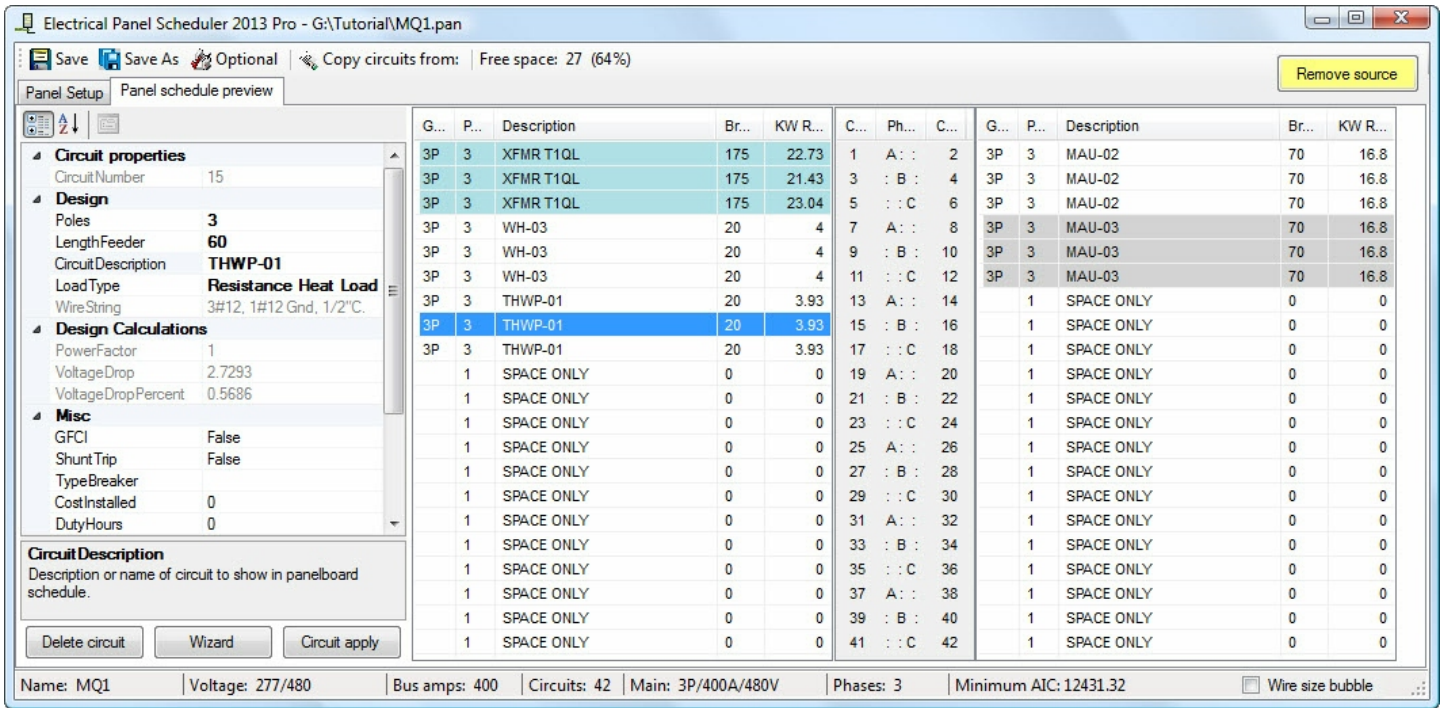 Electrical Panel Scheduler 2013 Pro - G:\Tutorial\MQ1.pan
Save Save As Optional Copy circuits from: Free space: 27 (64%)
Remove source
Panel Setup Panel schedule preview
Circuit properties
CircuitNumber 15
Design
Poles 3
LengthFeeder 60
CircuitDescription THWP-01
LoadType Resistance Heat Load
WireString 3#12, 1#12 Gnd, 1/2"C.
Design Calculations
PowerFactor 1
VoltageDrop 2.7293
VoltageDropPercent 0.5686
Misc
GFCI False
ShuntTrip False
TypeBreaker
CostInstalled 0
DutyHours 0
CircuitDescription
Description or name of circuit to show in panelboard
schedule.
Delete circuit Wizard Circuit apply
G... P... Description Br... KW R... C... Ph... C... G... P... Description Br... KW R...
3P 3 XFMR T1QL 175 22.73 1 A: : 2 3P 3 MAU-02 70 16.8
3P 3 XFMR T1QL 175 21.43 3 : B : 4 3P 3 MAU-02 70 16.8
3P 3 XFMR T1QL 175 23.04 5 : : C 6 3P 3 MAU-02 70 16.8
3P 3 WH-03 20 4 7 A: : 8 3P 3 MAU-03 70 16.8
3P 3 WH-03 20 4 9 : B : 10 3P 3 MAU-03 70 16.8
3P 3 WH-03 20 4 11 : : C 12 3P 3 MAU-03 70 16.8
3P 3 THWP-01 20 3.93 13 A: : 14 1 SPACE ONLY 0 0
3P 3 THWP-01 20 3.93 15 : B : 16 1 SPACE ONLY 0 0
3P 3 THWP-01 20 3.93 17 : : C 18 1 SPACE ONLY 0 0
1 SPACE ONLY 0 0 19 A: : 20 1 SPACE ONLY 0 0
1 SPACE ONLY 0 0 21 : B : 22 1 SPACE ONLY 0 0
1 SPACE ONLY 0 0 23 : : C 24 1 SPACE ONLY 0 0
1 SPACE ONLY 0 0 25 A: : 26 1 SPACE ONLY 0 0
1 SPACE ONLY 0 0 27 : B : 28 1 SPACE ONLY 0 0
1 SPACE ONLY 0 0 29 : : C 30 1 SPACE ONLY 0 0
1 SPACE ONLY 0 0 31 A: : 32 1 SPACE ONLY 0 0
1 SPACE ONLY 0 0 33 : B : 34 1 SPACE ONLY 0 0
1 SPACE ONLY 0 0 35 : : C 36 1 SPACE ONLY 0 0
1 SPACE ONLY 0 0 37 A: : 38 1 SPACE ONLY 0 0
1 SPACE ONLY 0 0 39 : B : 40 1 SPACE ONLY 0 0
1 SPACE ONLY 0 0 41 : : C 42 1 SPACE ONLY 0 0
Name: MQ1 Voltage: 277/480 Bus amps: 400 Circuits: 42 Main: 3P/400A/480V Phases: 3 Minimum AIC: 12431.32 Wire size bubble